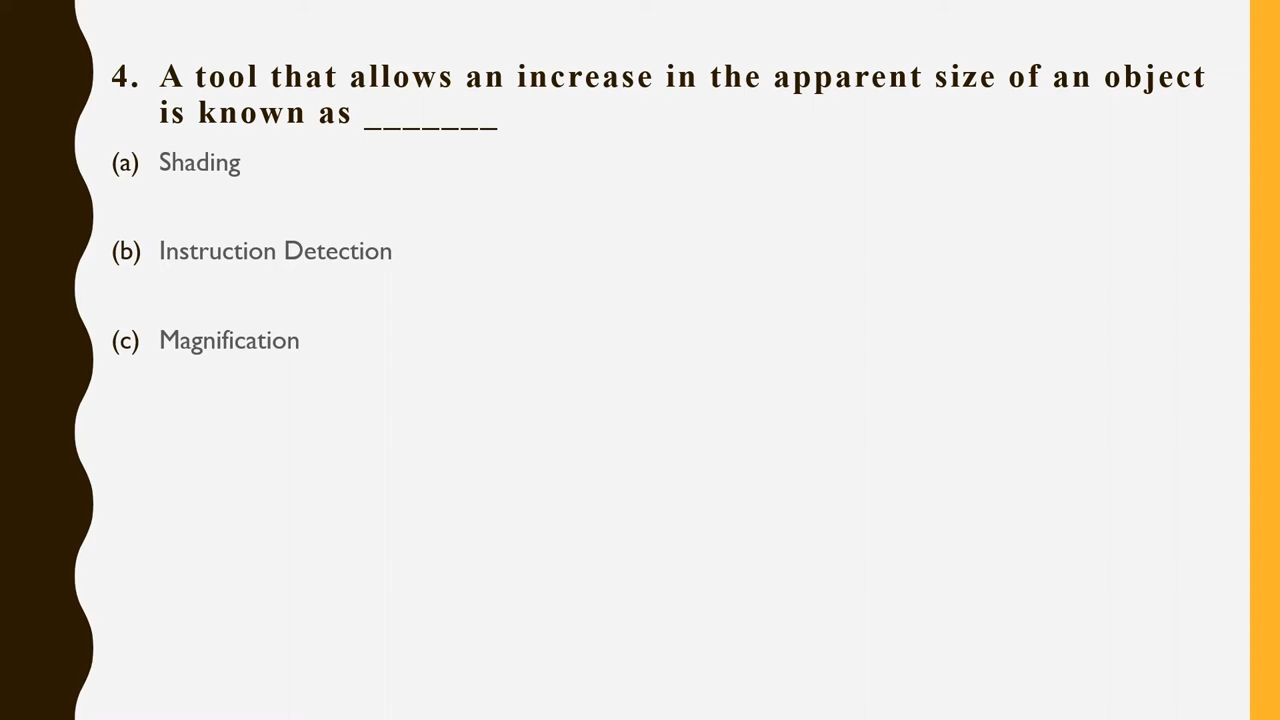 4. A tool that allows an increase in the apparent size of an object
is known as _______
(a) Shading
(b) Instruction Detection
(c) Magnification